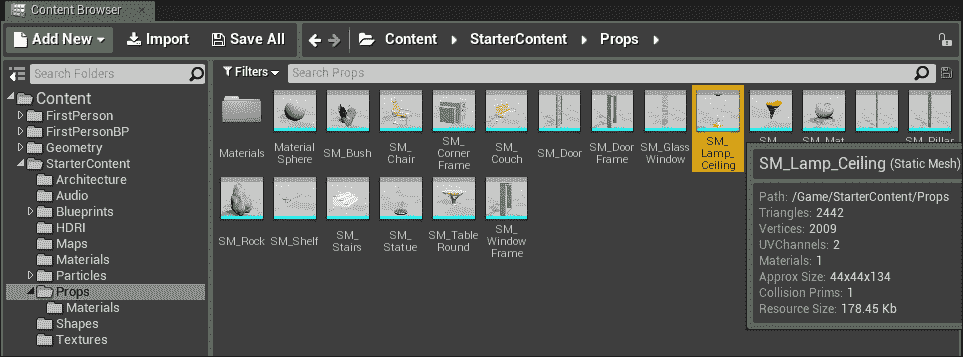 Content Browser
Add New
Import
Save All
Content
StarterContent
Props
Search Folders
Filters
Search Props
Content
FirstPerson
FirstPersonBP
Geometry
StarterContent
Architecture
Audio
Blueprints
HDRI
Maps
Materials
Particles
Props
Materials
Shapes
Textures
Materials
Material
Sphere
SM_Bush
SM_
Chair
SM_
Corner
Frame
SM_
Couch
SM_Door
SM_Door
Frame
SM_Glass
Window
SM_
Lamp_
Ceiling
SM_Rock
SM_Shelf
SM_
Stairs
SM_
Statue
SM_Table
Round
SM_
Window
Frame
SM_Lamp_Ceiling (Static Mesh)
Path: /Game/StarterContent/Props
Triangles: 2442
Vertices: 2009
UVChannels: 2
Materials: 1
Approx Size: 44x44x134
Collision Prims: 1
Resource Size: 178.45 Kb